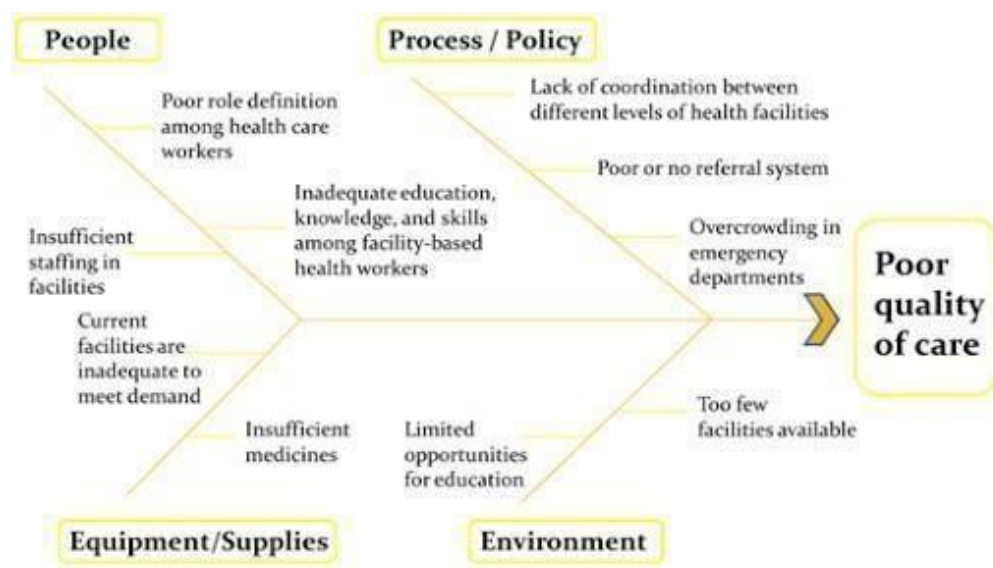 People
Process / Policy
Poor role definition
among health care
workers
Lack of coordination between
different levels of health facilities
Poor or no referral system
Inadequate education,
knowledge, and skills
among facility-based
health workers
Insufficient
staffing in
facilities
Overcrowding in
emergency
departments
Poor
quality
of care
Current
facilities are
inadequate to
meet demand
Insufficient
medicines
Limited
opportunities
for education
Too few
facilities available
Equipment/Supplies
Environment